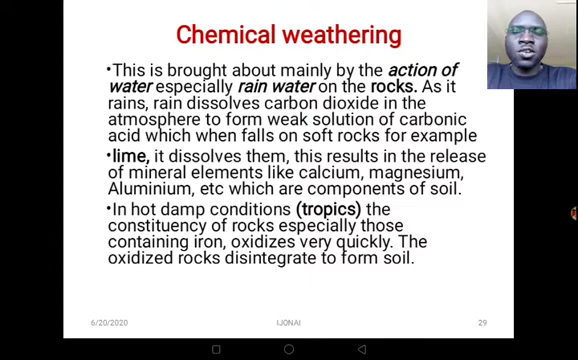 Chemical weathering
•This is brought about mainly by the action of
water especially rain water on the rocks. As it
rains, rain dissolves carbon dioxide in the
atmosphere to form weak solution of carbonic
acid which when falls on soft rocks for example
•lime, it dissolves them, this results in the release
of mineral elements like calcium, magnesium,
Aluminium, etc which are components of soil.
•In hot damp conditions (tropics) the
constituency of rocks especially those
containing iron, oxidizes very quickly. The
oxidized rocks disintegrate to form soil.
6/20/2020 IJONAI 29